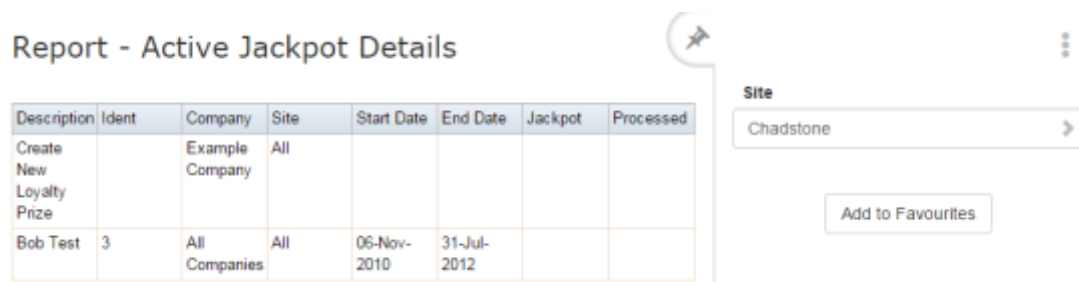 Report - Active Jackpot Details
Description Ident Company Site Start Date End Date Jackpot Processed
Create Example All
New Company
Loyalty
Prize
Bob Test 3 All All 06-Nov- 31-Jul-
Companies 2010 2012
Site
Chadstone
Add to Favourites